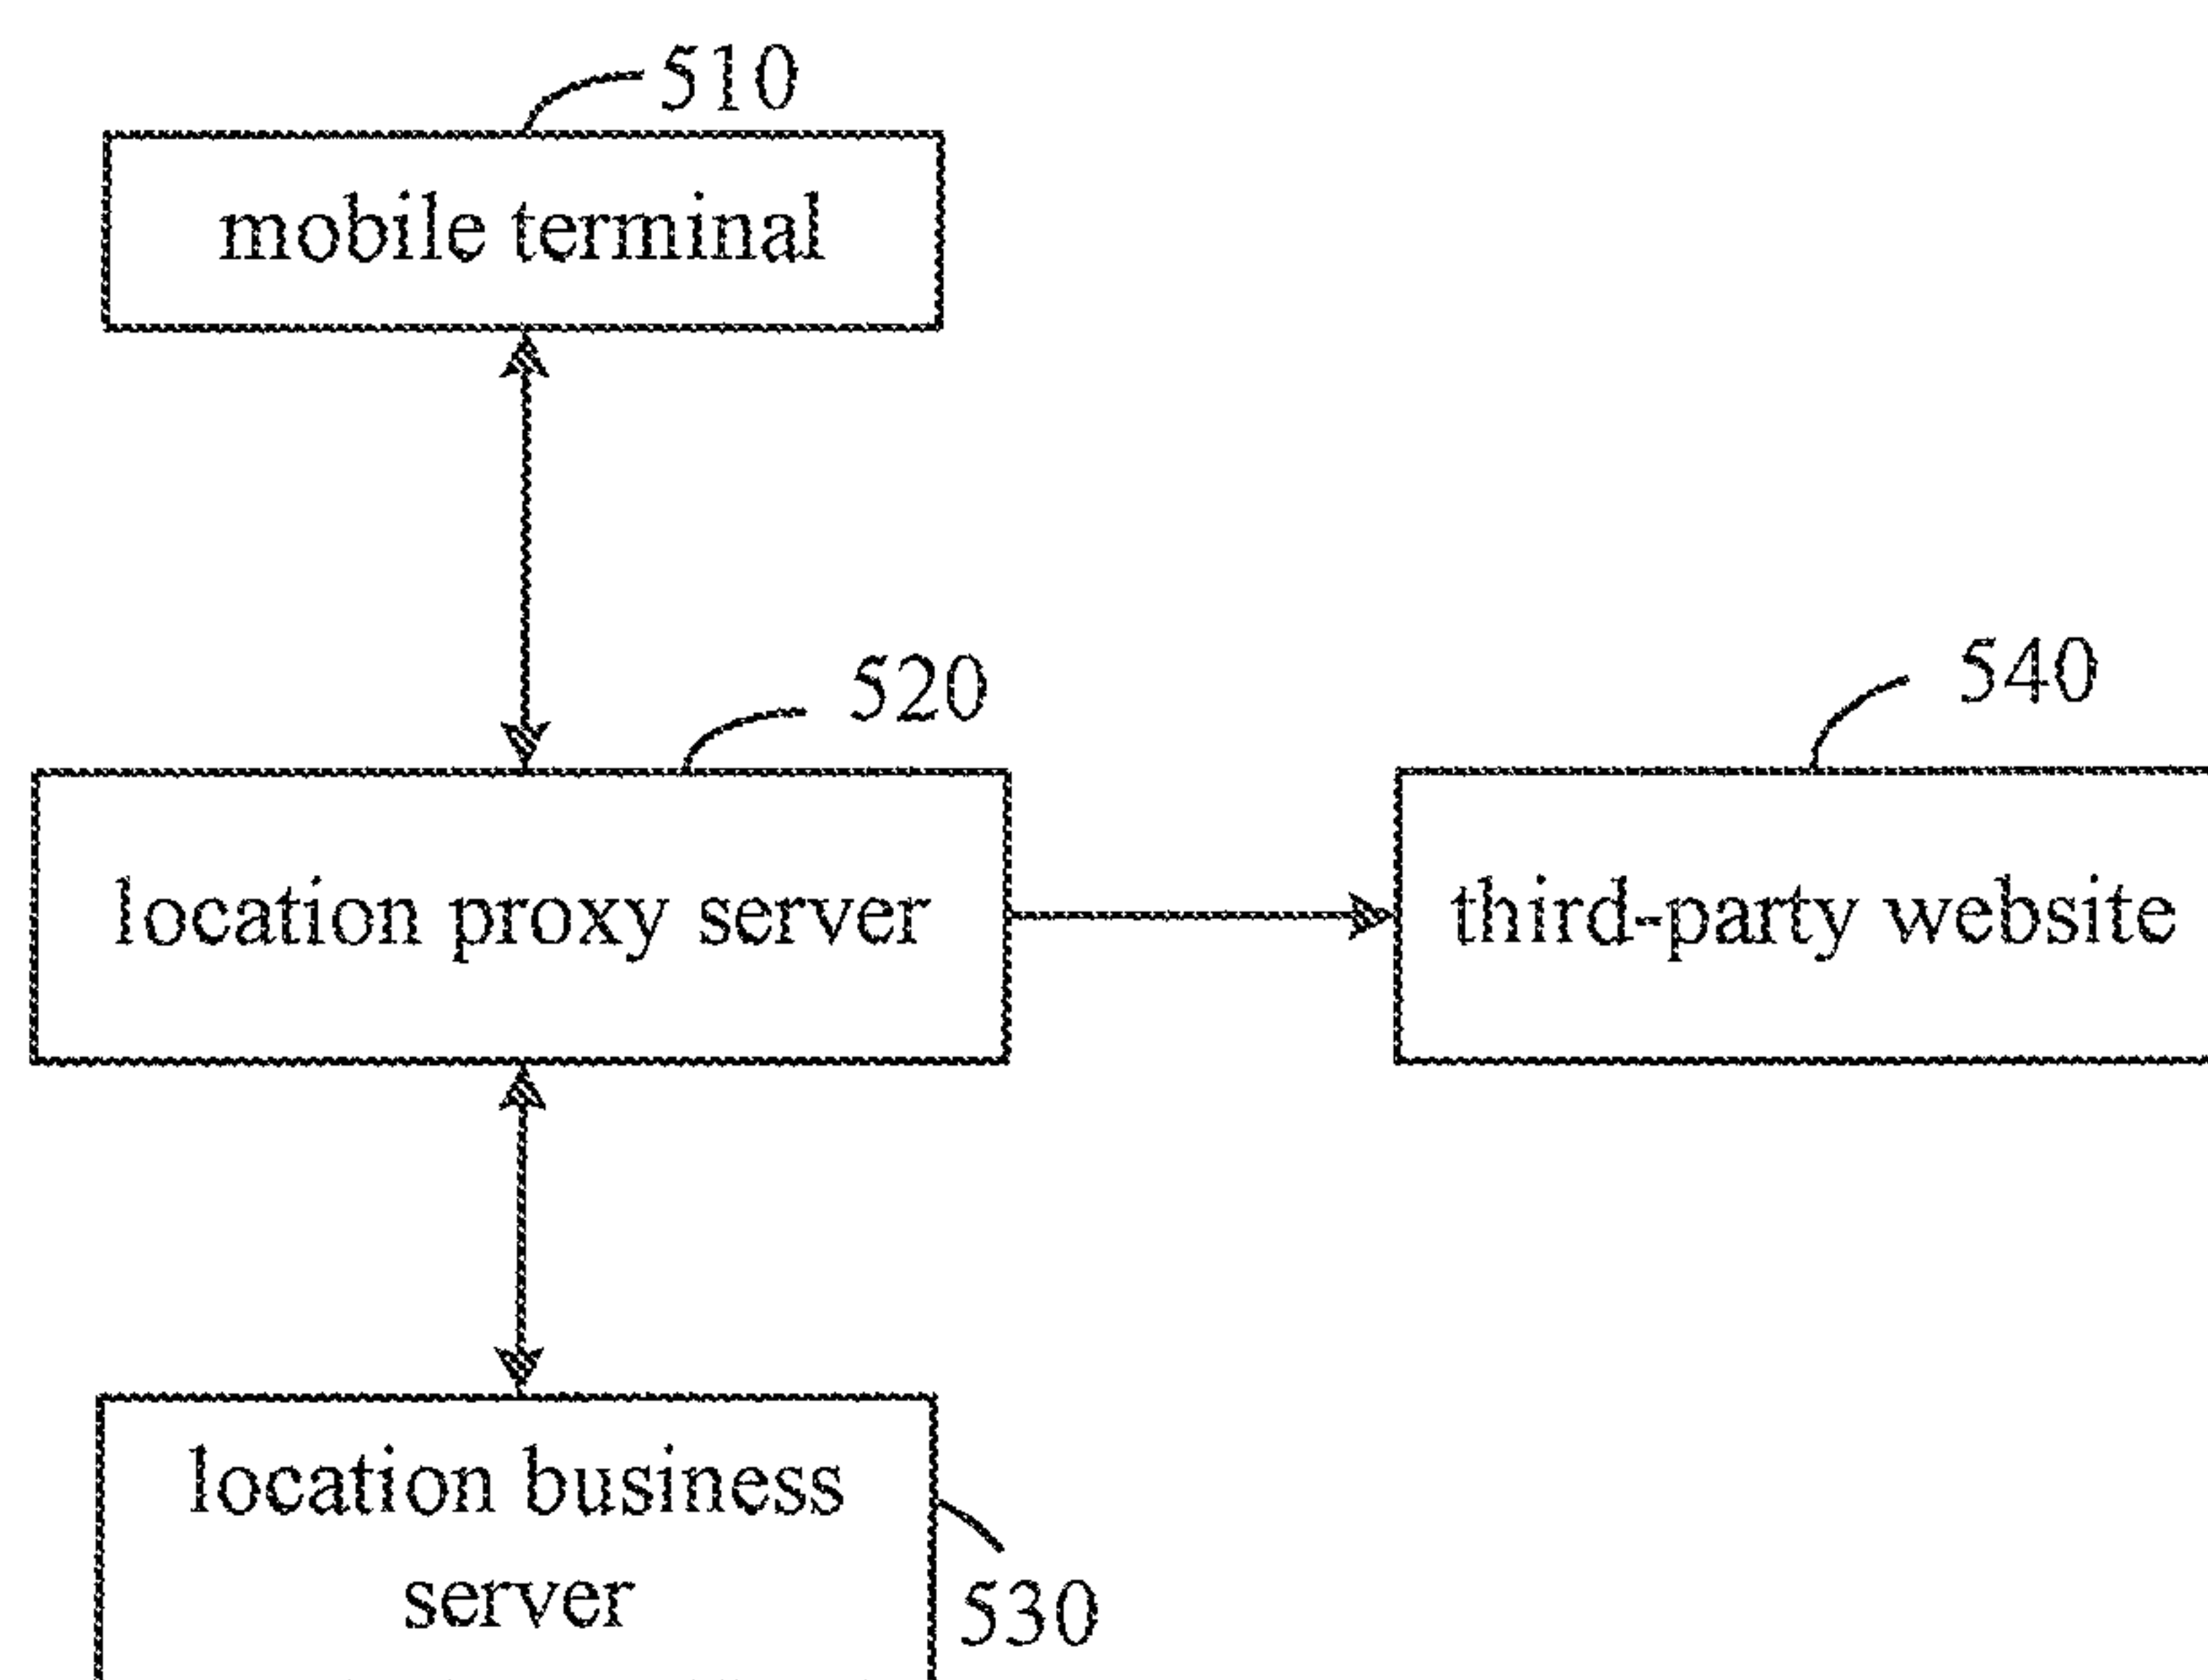 510
mobile terminal
520
540
location proxy server
third-party website
location business
server
530